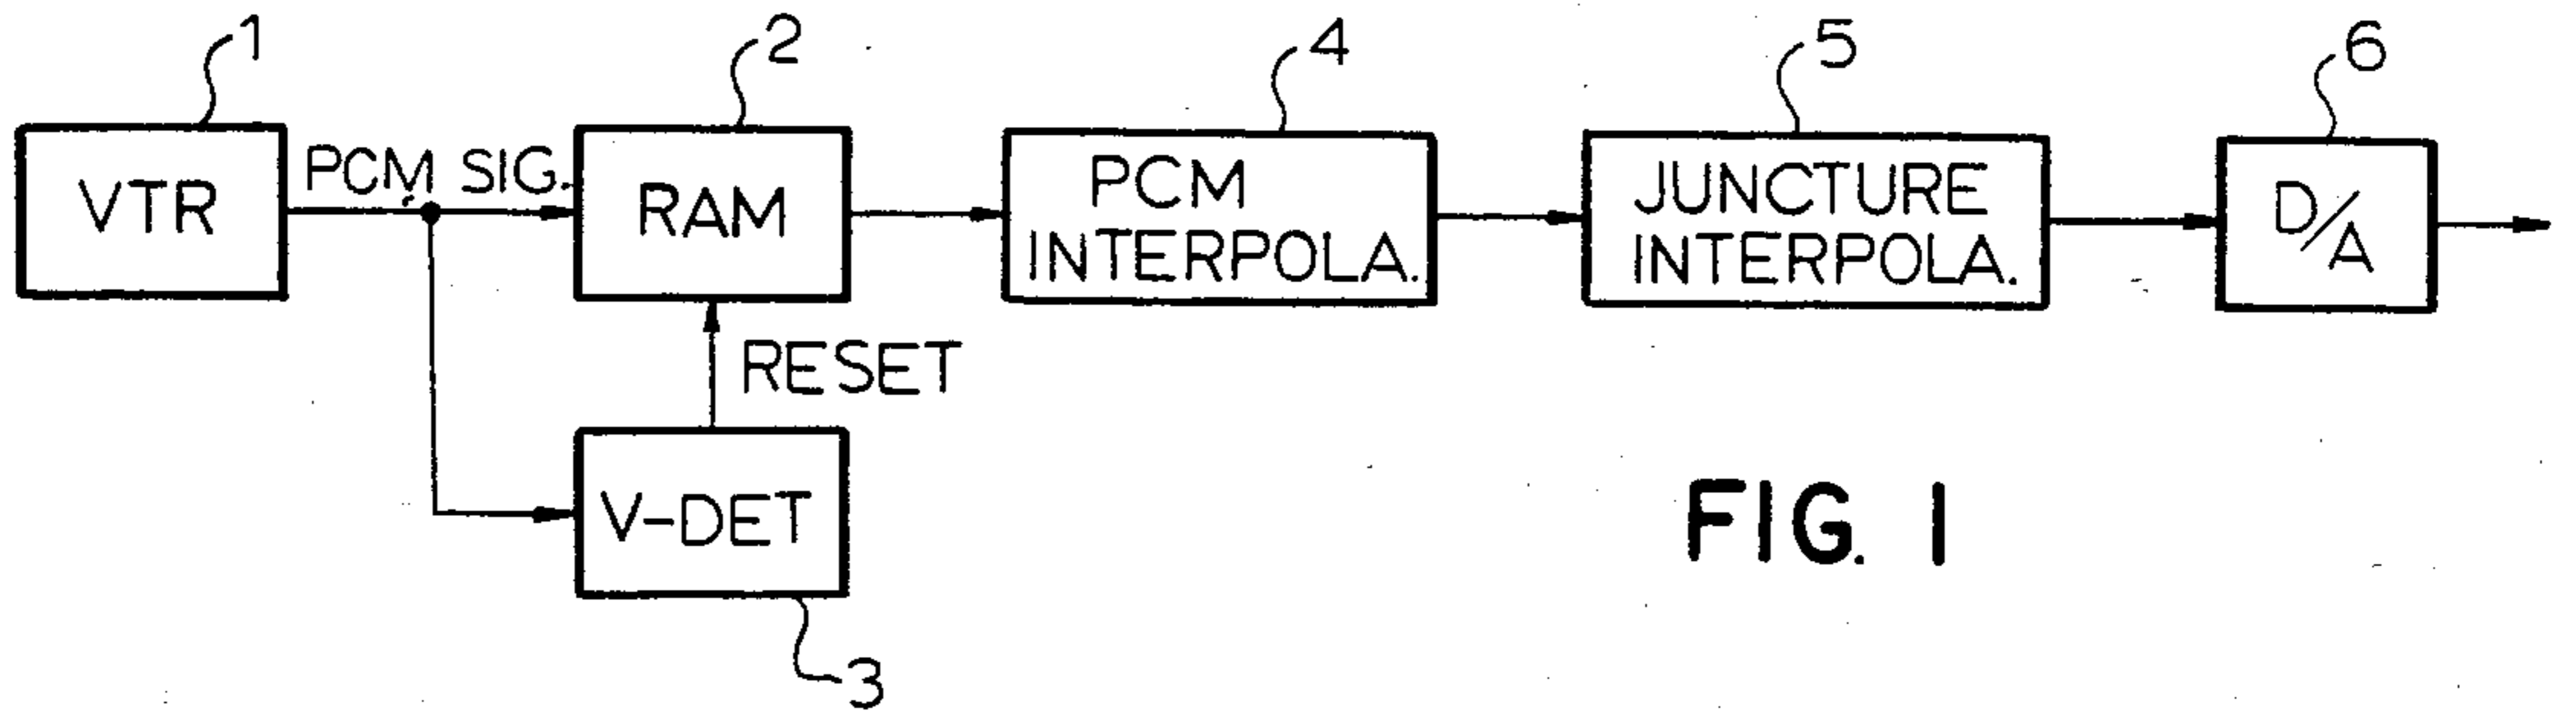 1
2
4
5
6
VTR
PCM SIG.
RAM
PCM
INTERPOLA.
JUNCTURE
INTERPOLA.
D/A
RESET
V-DET
3
FIG. 1